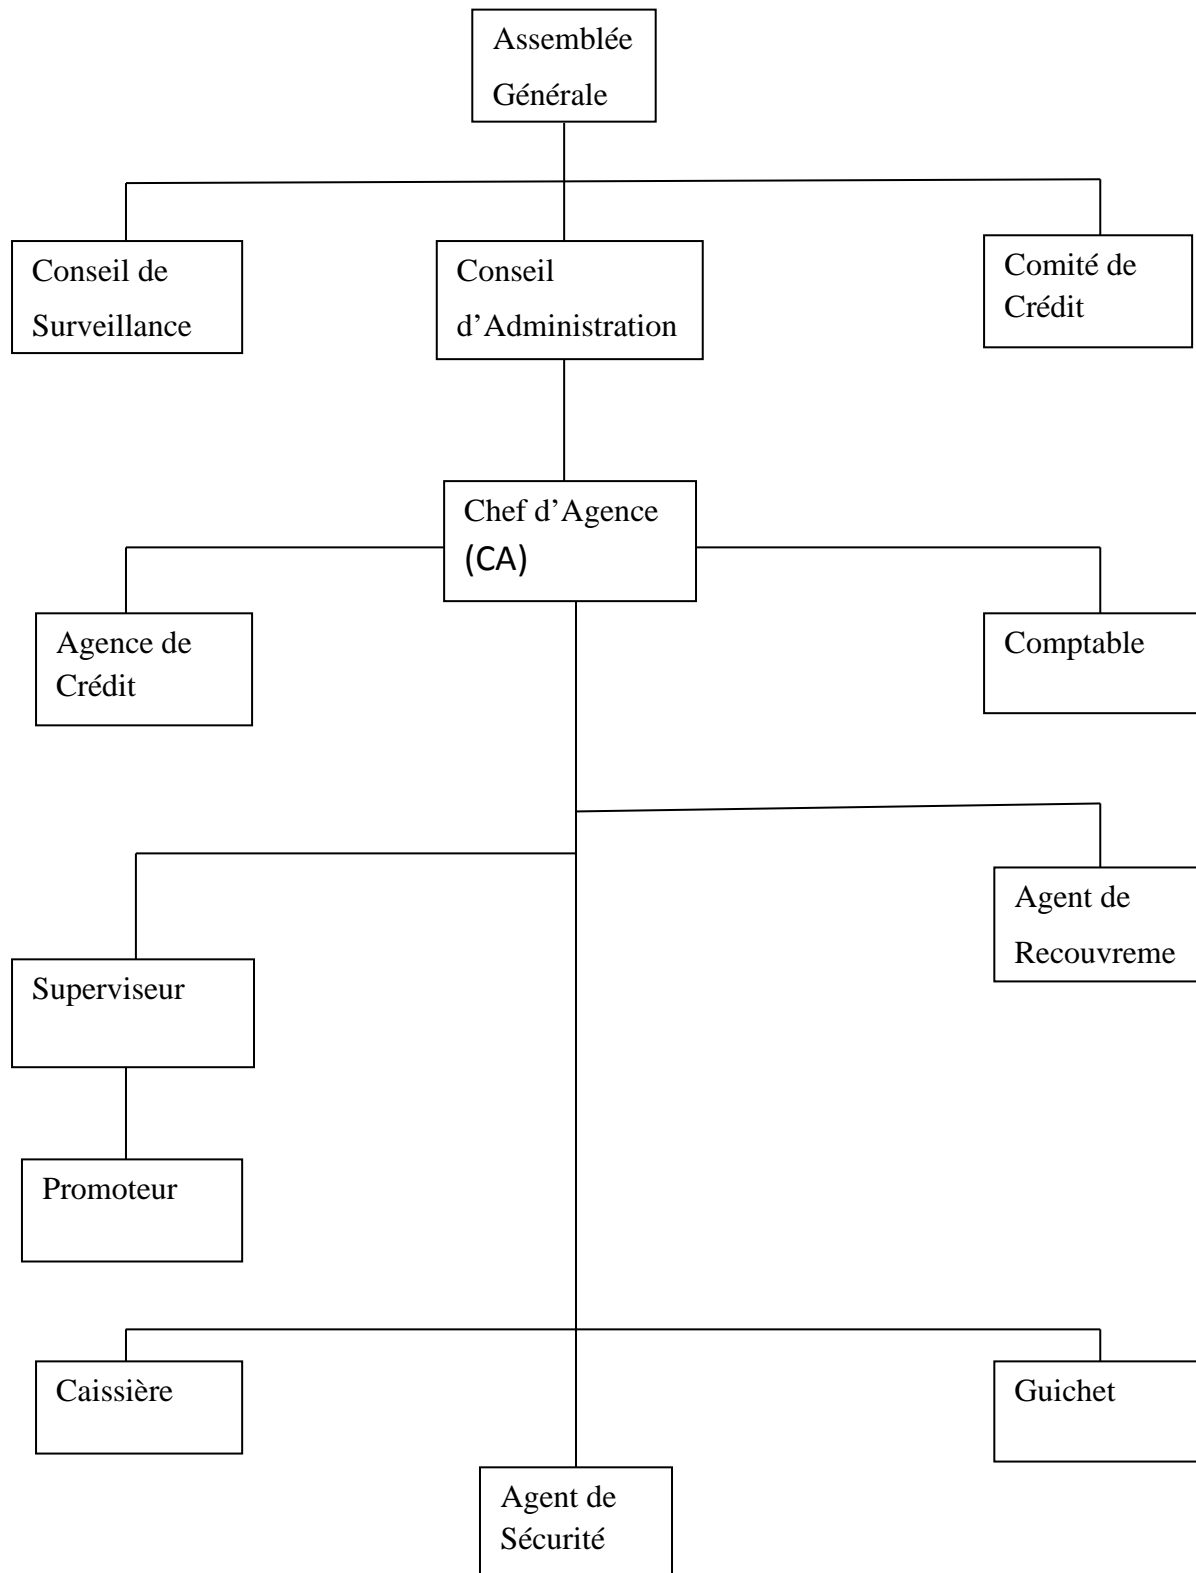 Assemblée
Générale
Conseil de
Surveillance
Conseil
d’Administration
Comité de
Crédit
Chef d’Agence
(CA)
Agence de
Crédit
Comptable
Agent de
Recouvreme
Superviseur
Promoteur
Caissière
Guichet
Agent de
Sécurité